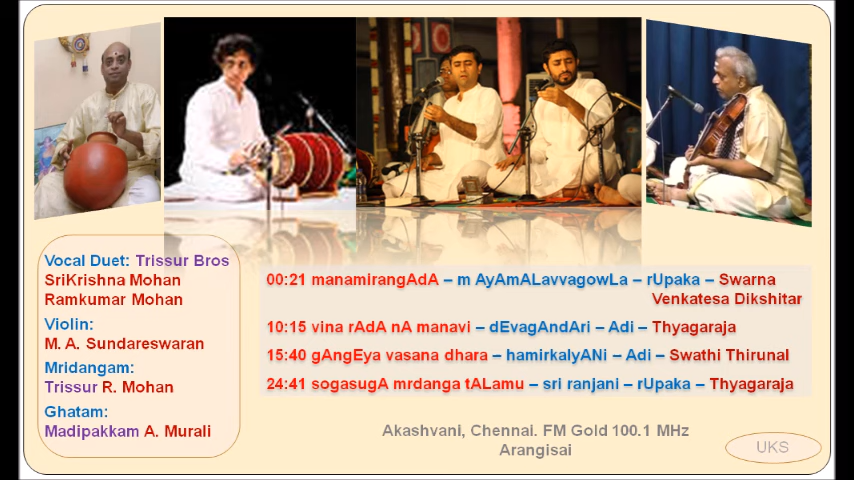 Vocal Duet: Trissur Bros
SriKrishna Mohan
Ramkumar Mohan
Violin:
M. A. Sundareswaran
Mridangam:
Trissur R. Mohan
Ghatam:
Madipakkam A. Murali
00:21 manamirangAdA – m AyAmALavvagowLa – rUpaka – Swarna
Venkatesa Dikshitar
10:15 vina rAdA nA manavi – dEvagAndAri – Adi – Thyagaraja
15:40 gAngEya vasana dhara – hamirkalyANi – Adi – Swathi Thirunal
24:41 sogasugA mrdanga tALamu – sri ranjani – rUpaka – Thyagaraja
Akashvani, Chennai. FM Gold 100.1 MHz
Arangisai
UKS